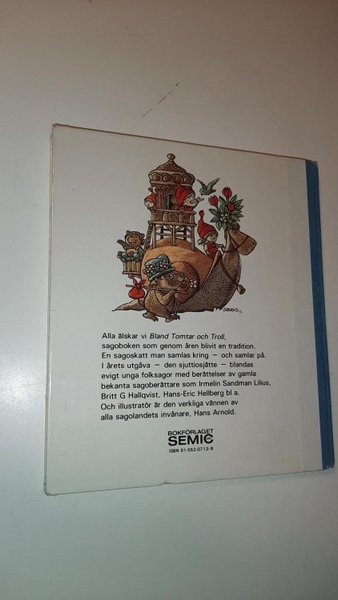 Alla älskar vi Bland Tomtar och Troll,
sagoboken som genom åren blivit en tradition.
En sagoskatt man samlas kring – och samlar på.
I årets utgåva – den sjuttiosjätte – blandas
evigt unga folksagor med berättelser av gamla
bekanta sagoberättare som Irmelin Sandman Lilius,
Britt G Hallqvist, Hans-Eric Hellberg bl a.
Och illustratör är den verkliga vännen av
alla sagolandets invånare, Hans Arnold.
BOKFÖRLAGET
SEMIC
ISBN 91-552-0713-9